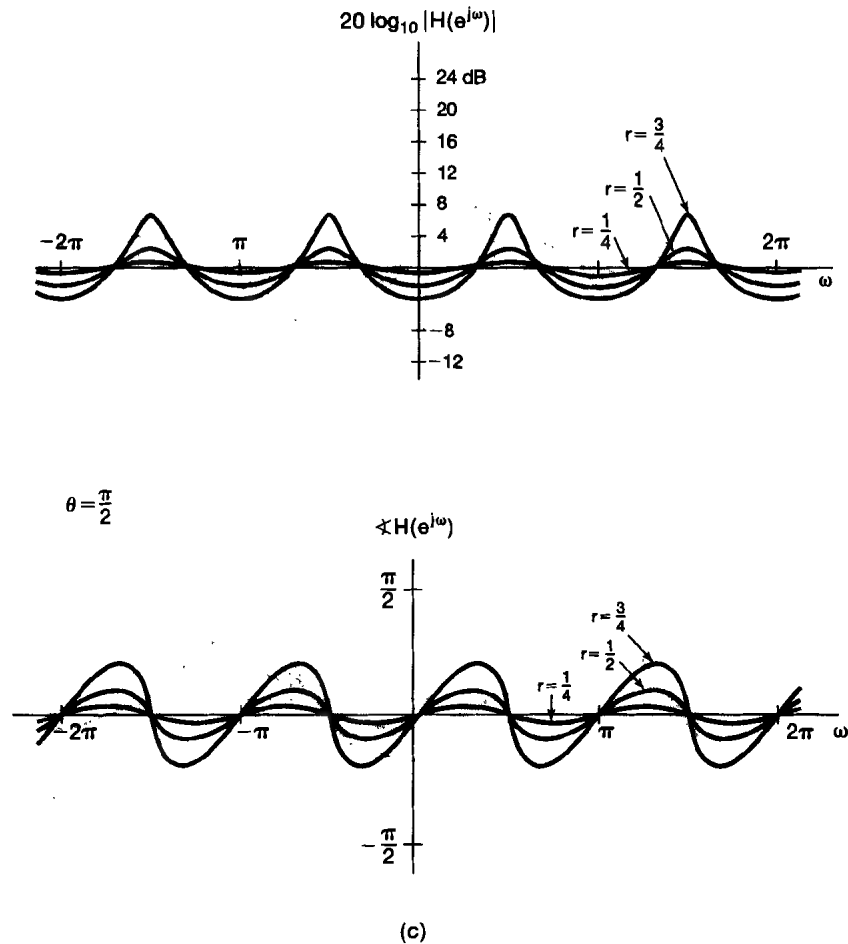 20 log₁₀ |H(e^jω)|
24 dB
20
16
12
8
4
−8
−12
r = 3/4
r = 1/2
r = 1/4
−2π
π
2π
ω
θ = π/2
∢H(e^jω)
π/2
r = 3/4
r = 1/2
r = 1/4
−2π
−π
π
2π
ω
−π/2
(c)